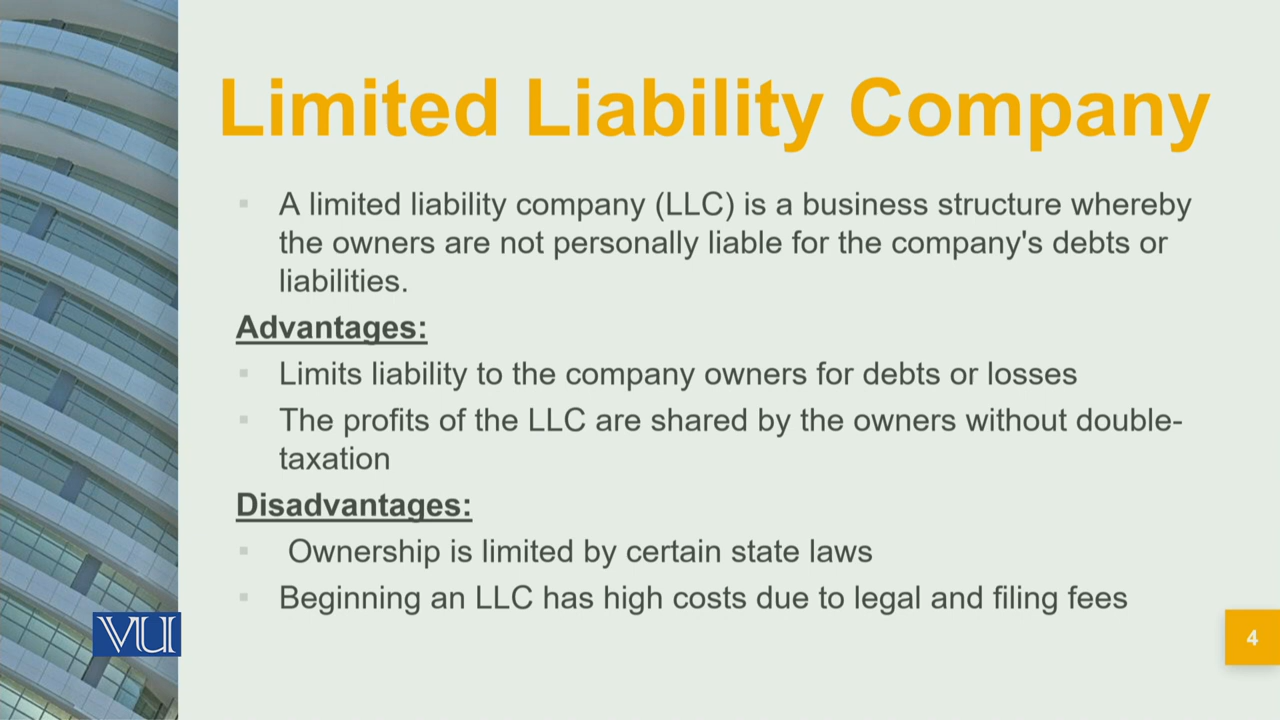 Limited Liability Company
A limited liability company (LLC) is a business structure whereby
the owners are not personally liable for the company's debts or
liabilities.
Advantages:
Limits liability to the company owners for debts or losses
The profits of the LLC are shared by the owners without double-
taxation
Disadvantages:
Ownership is limited by certain state laws
Beginning an LLC has high costs due to legal and filing fees
VU
4